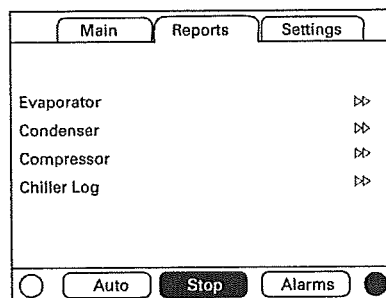 Main Reports Settings
Evaporator
Condenser
Compressor
Chiller Log
Auto Stop Alarms